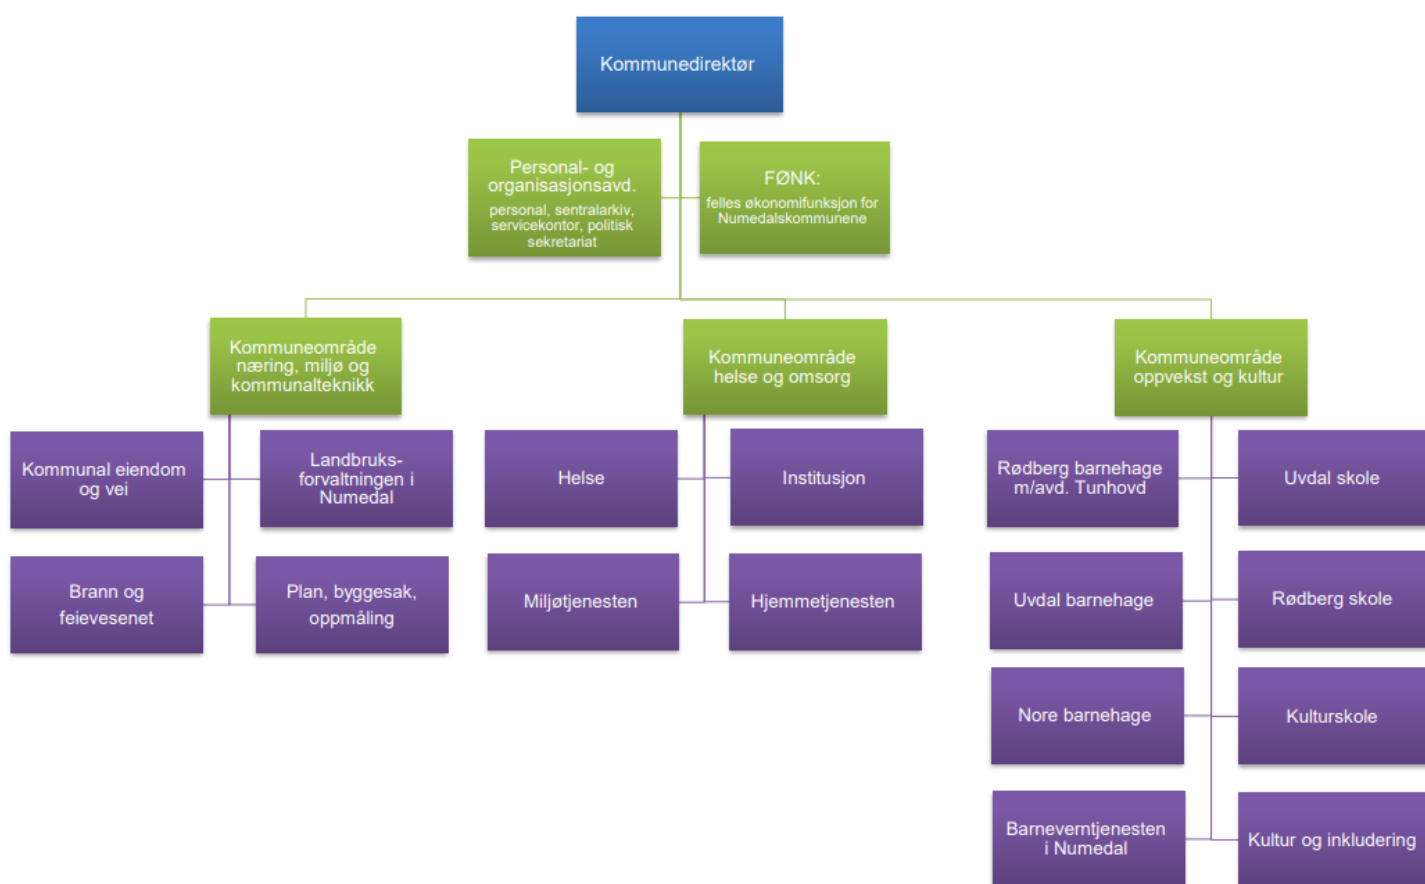 Kommunedirektør
Personal- og
organisasjonsavd.
personal, sentralarkiv,
servicekontor, politisk
sekretariat
FØNK:
felles økonomifunksjon for
Numedalskommunene
Kommuneområde
næring, miljø og
kommunalteknikk
Kommuneområde
helse og omsorg
Kommuneområde
oppvekst og kultur
Kommunal eiendom
og vei
Landbruks-
forvaltningen i
Numedal
Brann og
feievesenet
Plan, byggesak,
oppmåling
Helse
Institusjon
Miljøtjenesten
Hjemmetjenesten
Rødberg barnehage
m/avd. Tunhovd
Uvdal skole
Uvdal barnehage
Rødberg skole
Nore barnehage
Kulturskole
Barneverntjenesten
i Numedal
Kultur og inkludering